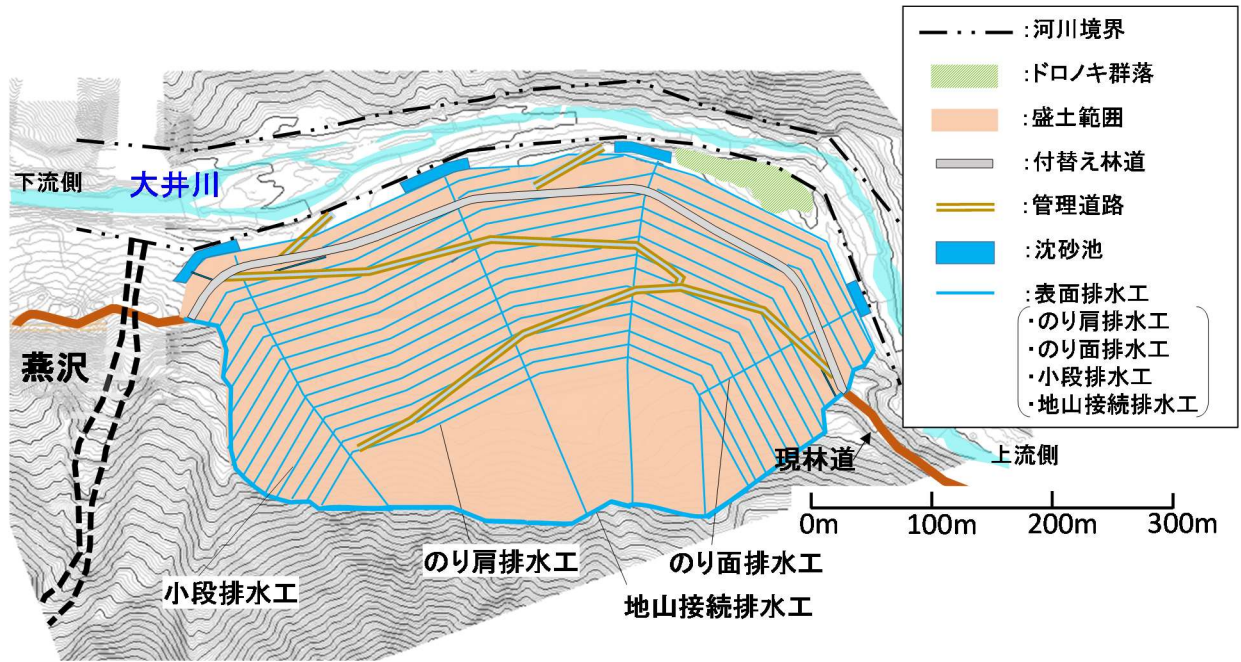 :河川境界
:ドロノキ群落
:盛土範囲
:付替え林道
:管理道路
:沈砂池
:表面排水工
・のり肩排水工
・のり面排水工
・小段排水工
・地山接続排水工
下流側
大井川
燕沢
現林道
上流側
0m 100m 200m 300m
のり肩排水工
のり面排水工
小段排水工
地山接続排水工